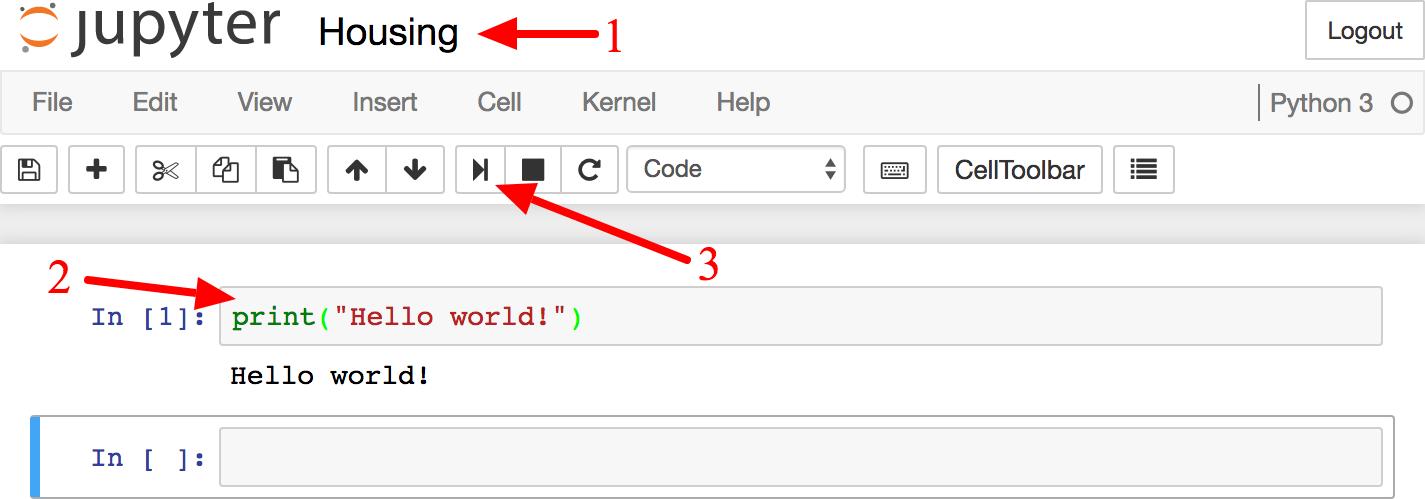 jupyter Housing 1 Logout
File Edit View Insert Cell Kernel Help Python 3
Code CellToolbar
3
2
In [1]: print("Hello world!")
Hello world!
In [ ]: